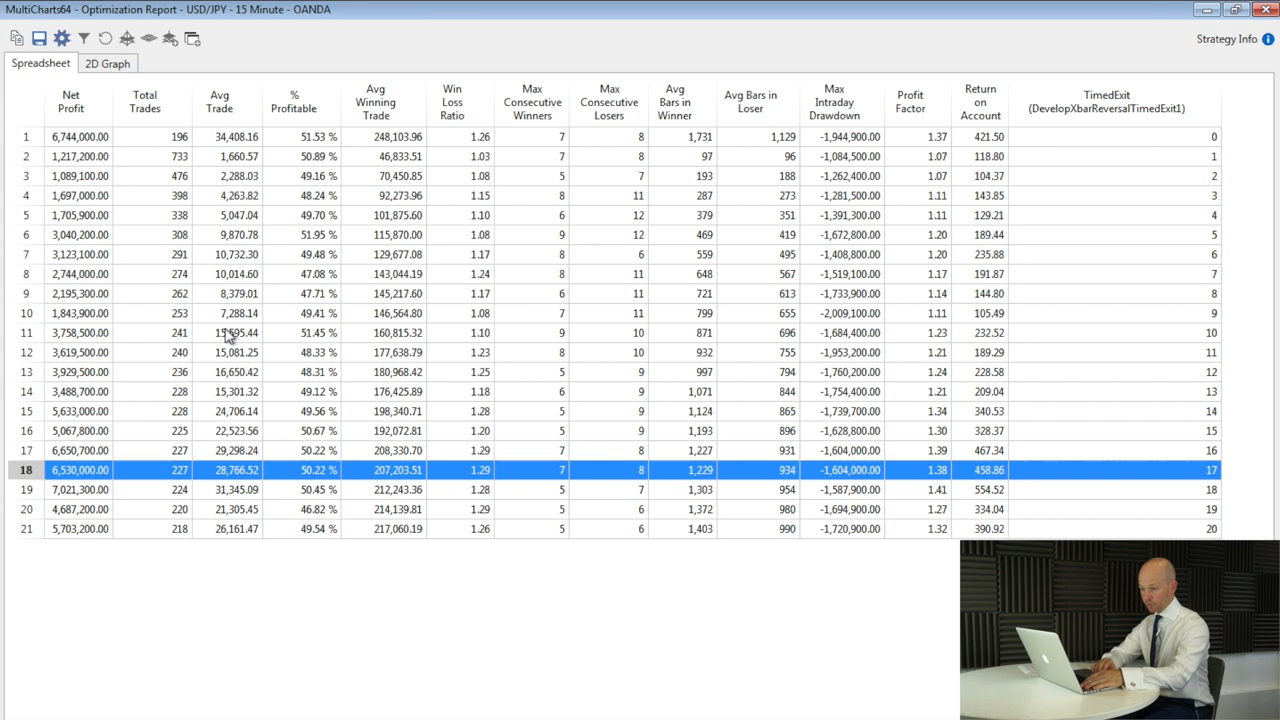 MultiCharts64 - Optimization Report - USD/JPY - 15 Minute - OANDA
Strategy Info
Spreadsheet 2D Graph
Net Profit Total Trades Avg Trade % Profitable Avg Winning Trade Win Loss Ratio Max Consecutive Winners Max Consecutive Losers Avg Bars in Winner Avg Bars in Loser Max Intraday Drawdown Profit Factor Return on Account TimedExit (DevelopXbarReversalTimedExit1)
1 6,744,000.00 196 34,408.16 51.53 % 248,103.96 1.26 7 8 1,731 1,129 -1,944,900.00 1.37 421.50 0
2 1,217,200.00 733 1,660.57 50.89 % 46,833.51 1.03 7 8 97 96 -1,084,500.00 1.07 118.80 1
3 1,089,100.00 476 2,288.03 49.16 % 70,450.85 1.08 5 7 193 188 -1,262,400.00 1.07 104.37 2
4 1,697,000.00 398 4,263.82 48.24 % 92,273.96 1.15 8 11 287 273 -1,281,500.00 1.11 143.85 3
5 1,705,900.00 338 5,047.04 49.70 % 101,875.60 1.10 6 12 379 351 -1,391,300.00 1.11 129.21 4
6 3,040,200.00 308 9,870.78 51.95 % 115,870.00 1.08 9 12 469 419 -1,672,800.00 1.20 189.44 5
7 3,123,100.00 291 10,732.30 49.48 % 129,677.08 1.17 8 6 559 495 -1,408,800.00 1.20 235.88 6
8 2,744,000.00 274 10,014.60 47.08 % 143,044.19 1.24 8 11 648 567 -1,519,100.00 1.17 191.87 7
9 2,195,300.00 262 8,379.01 47.71 % 145,217.60 1.17 6 11 721 613 -1,733,900.00 1.14 144.80 8
10 1,843,900.00 253 7,288.14 49.41 % 146,564.80 1.08 7 11 799 655 -2,009,100.00 1.11 105.49 9
11 3,758,500.00 241 15,595.44 51.45 % 160,815.32 1.10 9 10 871 696 -1,684,400.00 1.23 232.52 10
12 3,619,500.00 240 15,081.25 48.33 % 177,638.79 1.23 8 10 932 755 -1,953,200.00 1.21 189.29 11
13 3,929,500.00 236 16,650.42 48.31 % 180,968.42 1.25 5 9 997 794 -1,760,200.00 1.24 228.58 12
14 3,488,700.00 228 15,301.32 49.12 % 176,425.89 1.18 6 9 1,071 844 -1,754,400.00 1.21 209.04 13
15 5,633,000.00 228 24,706.14 49.56 % 198,340.71 1.28 5 9 1,124 865 -1,739,700.00 1.34 340.53 14
16 5,067,800.00 225 22,523.56 50.67 % 192,072.81 1.20 5 9 1,193 896 -1,628,800.00 1.30 328.37 15
17 6,650,700.00 227 29,298.24 50.22 % 208,330.70 1.29 7 8 1,227 931 -1,604,000.00 1.39 467.34 16
18 6,530,000.00 227 28,766.52 50.22 % 207,203.51 1.29 7 8 1,229 934 -1,604,000.00 1.38 458.86 17
19 7,021,300.00 224 31,345.09 50.45 % 212,243.36 1.28 5 7 1,303 954 -1,587,900.00 1.41 554.52 18
20 4,687,200.00 220 21,305.45 46.82 % 214,139.81 1.29 5 6 1,372 980 -1,694,900.00 1.27 334.04 19
21 5,703,200.00 218 26,161.47 49.54 % 217,060.19 1.26 5 6 1,403 990 -1,720,900.00 1.32 390.92 20